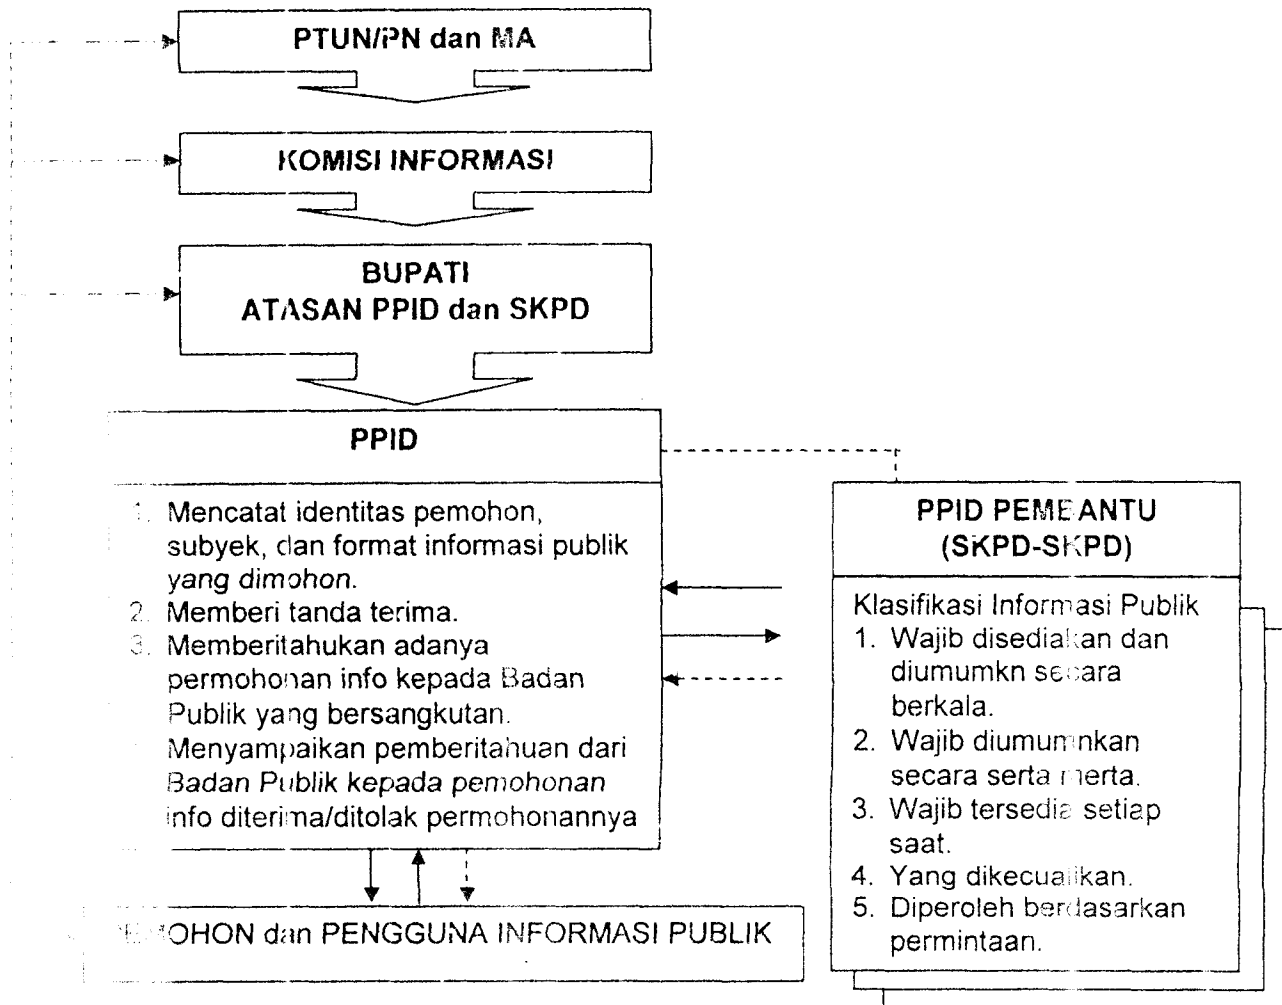 PTUN/PN dan MA
KOMISI INFORMASI
BUPATI
ATASAN PPID dan SKPD
PPID
1. Mencatat identitas pemohon,
subyek, dan format informasi publik
yang dimohon.
2. Memberi tanda terima.
3. Memberitahukan adanya
permohonan info kepada Badan
Publik yang bersangkutan.
Menyampaikan pemberitahuan dari
Badan Publik kepada pemohonan
info diterima/ditolak permohonannya
PPID PEMBANTU
(SKPD-SKPD)
Klasifikasi Informasi Publik
1. Wajib disediakan dan
diumumkn secara
berkala.
2. Wajib diumumnkan
secara serta merta.
3. Wajib tersedia setiap
saat.
4. Yang dikecualikan.
5. Diperoleh berdasarkan
permintaan.
PEMOHON dan PENGGUNA INFORMASI PUBLIK